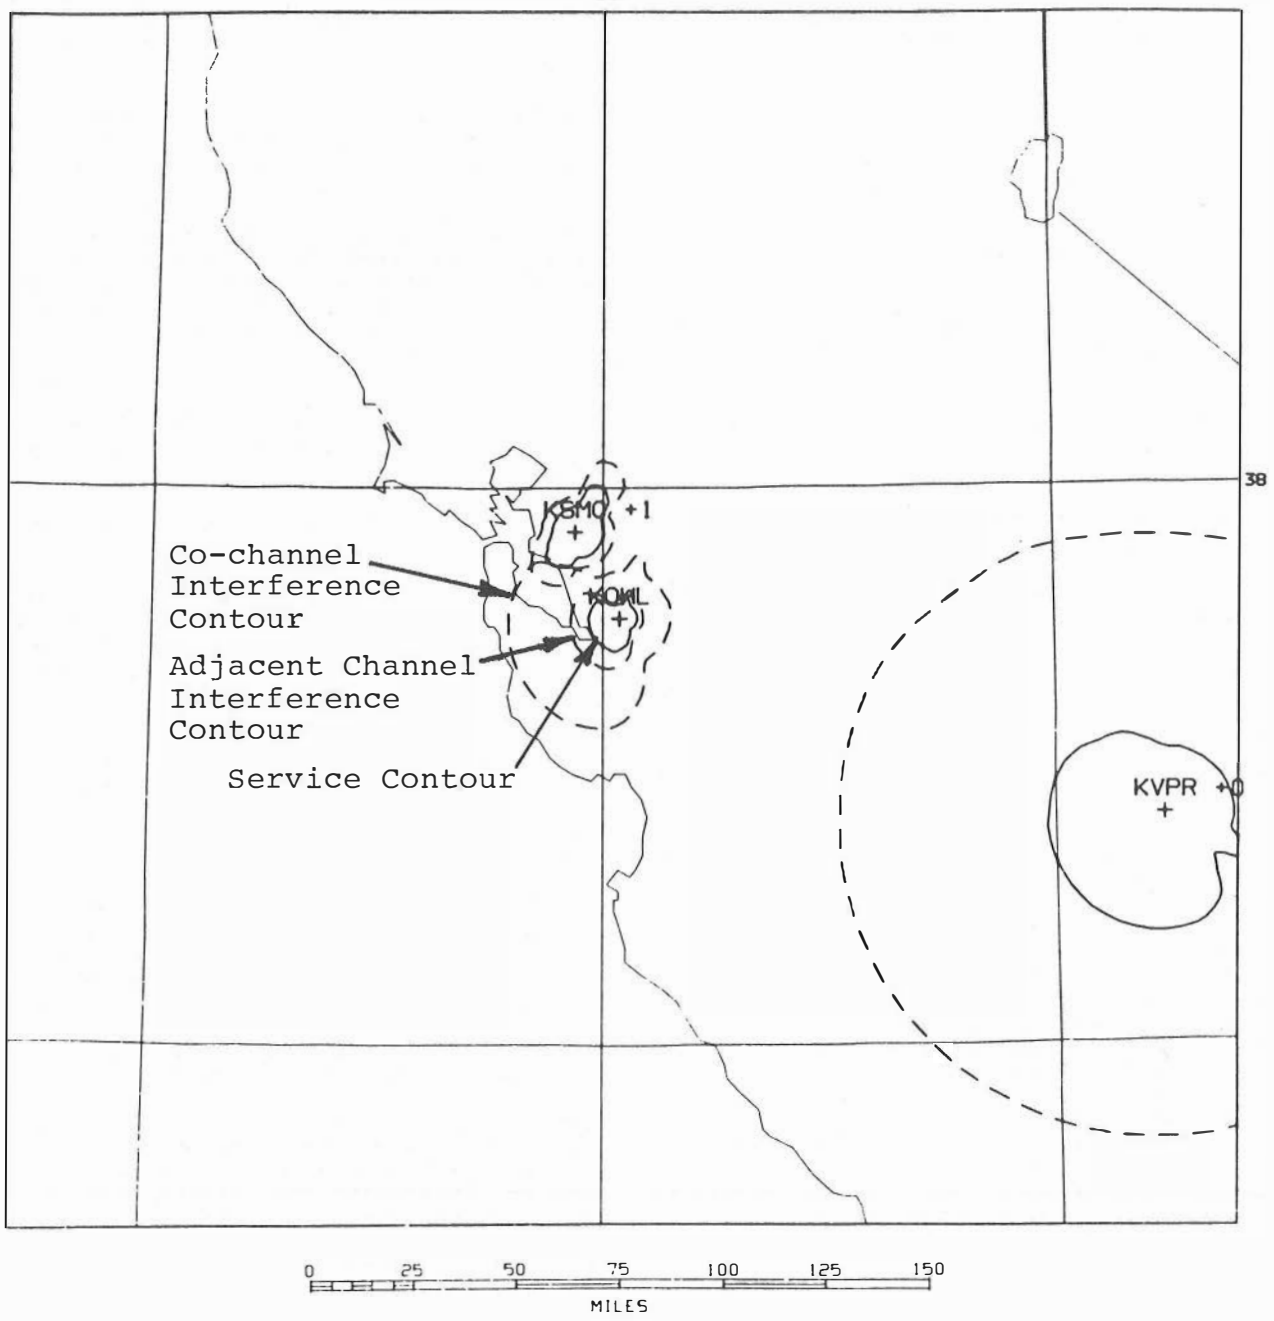 38
KSMO +1
Co-channel
Interference
Contour
KQHL
Adjacent Channel
Interference
Contour
Service Contour
KVPR +0
0 25 50 75 100 125 150
MILES